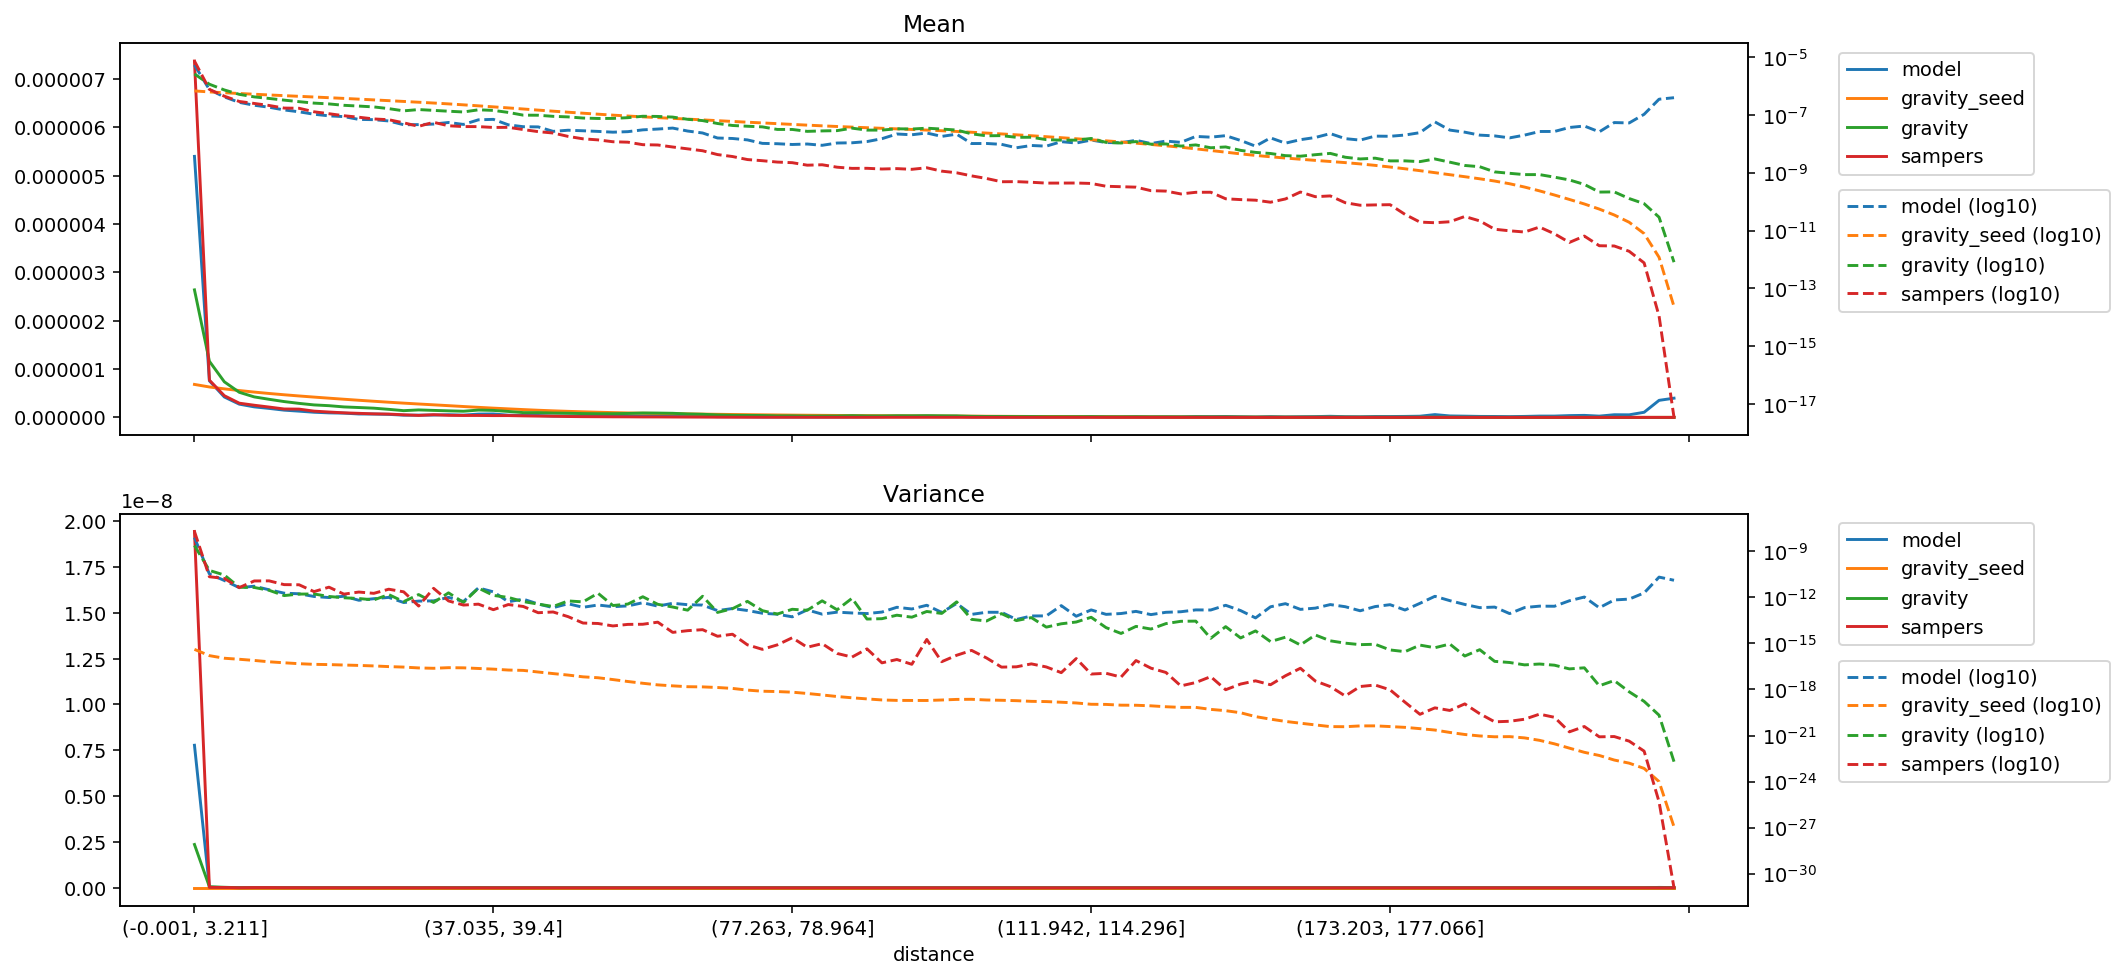 Mean
0.000007
0.000006
0.000005
0.000004
0.000003
0.000002
0.000001
0.000000
10⁻⁵
10⁻⁷
10⁻⁹
10⁻¹¹
10⁻¹³
10⁻¹⁵
10⁻¹⁷
model
gravity_seed
gravity
sampers
model (log10)
gravity_seed (log10)
gravity (log10)
sampers (log10)
Variance
1e−8
2.00
1.75
1.50
1.25
1.00
0.75
0.50
0.25
0.00
10⁻⁹
10⁻¹²
10⁻¹⁵
10⁻¹⁸
10⁻²¹
10⁻²⁴
10⁻²⁷
10⁻³⁰
model
gravity_seed
gravity
sampers
model (log10)
gravity_seed (log10)
gravity (log10)
sampers (log10)
(-0.001, 3.211] (37.035, 39.4] (77.263, 78.964] (111.942, 114.296] (173.203, 177.066]
distance